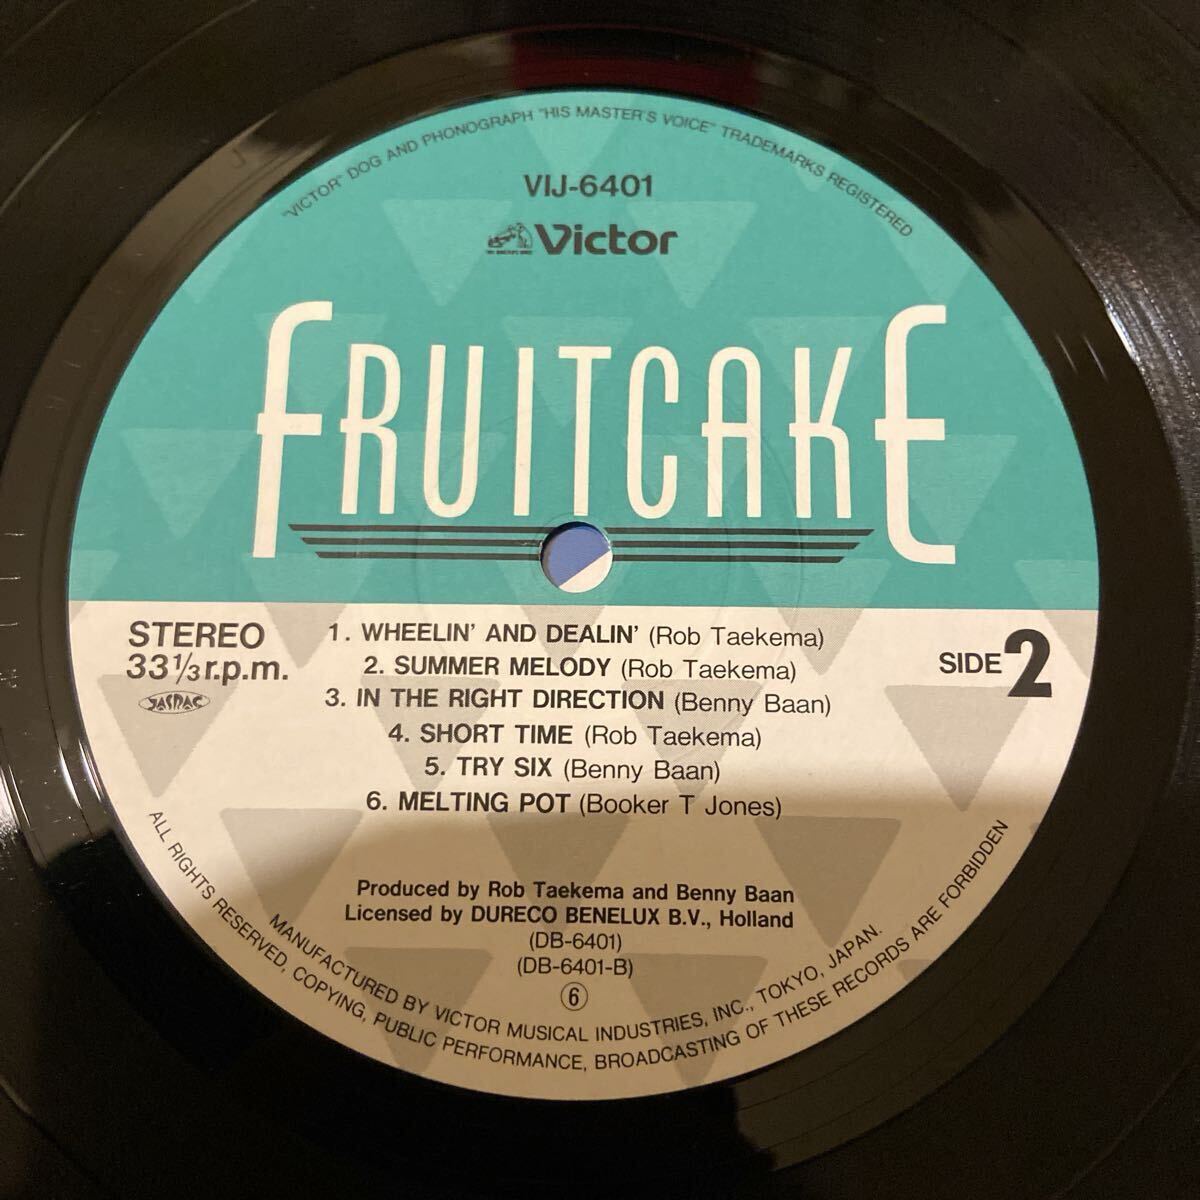 "VICTOR" DOG AND PHONOGRAPH "HIS MASTER'S VOICE" TRADEMARKS REGISTERED
VIJ-6401
Victor
FRUITCAKE
STEREO
33 1/3 r.p.m.
JASRAC
SIDE 2
1. WHEELIN' AND DEALIN' (Rob Taekema)
2. SUMMER MELODY (Rob Taekema)
3. IN THE RIGHT DIRECTION (Benny Baan)
4. SHORT TIME (Rob Taekema)
5. TRY SIX (Benny Baan)
6. MELTING POT (Booker T Jones)
Produced by Rob Taekema and Benny Baan
Licensed by DURECO BENELUX B.V., Holland
(DB-6401)
(DB-6401-B)
⑥
MANUFACTURED BY VICTOR MUSICAL INDUSTRIES, INC., TOKYO, JAPAN.
ALL RIGHTS RESERVED, COPYING, PUBLIC PERFORMANCE, BROADCASTING OF THESE RECORDS ARE FORBIDDEN